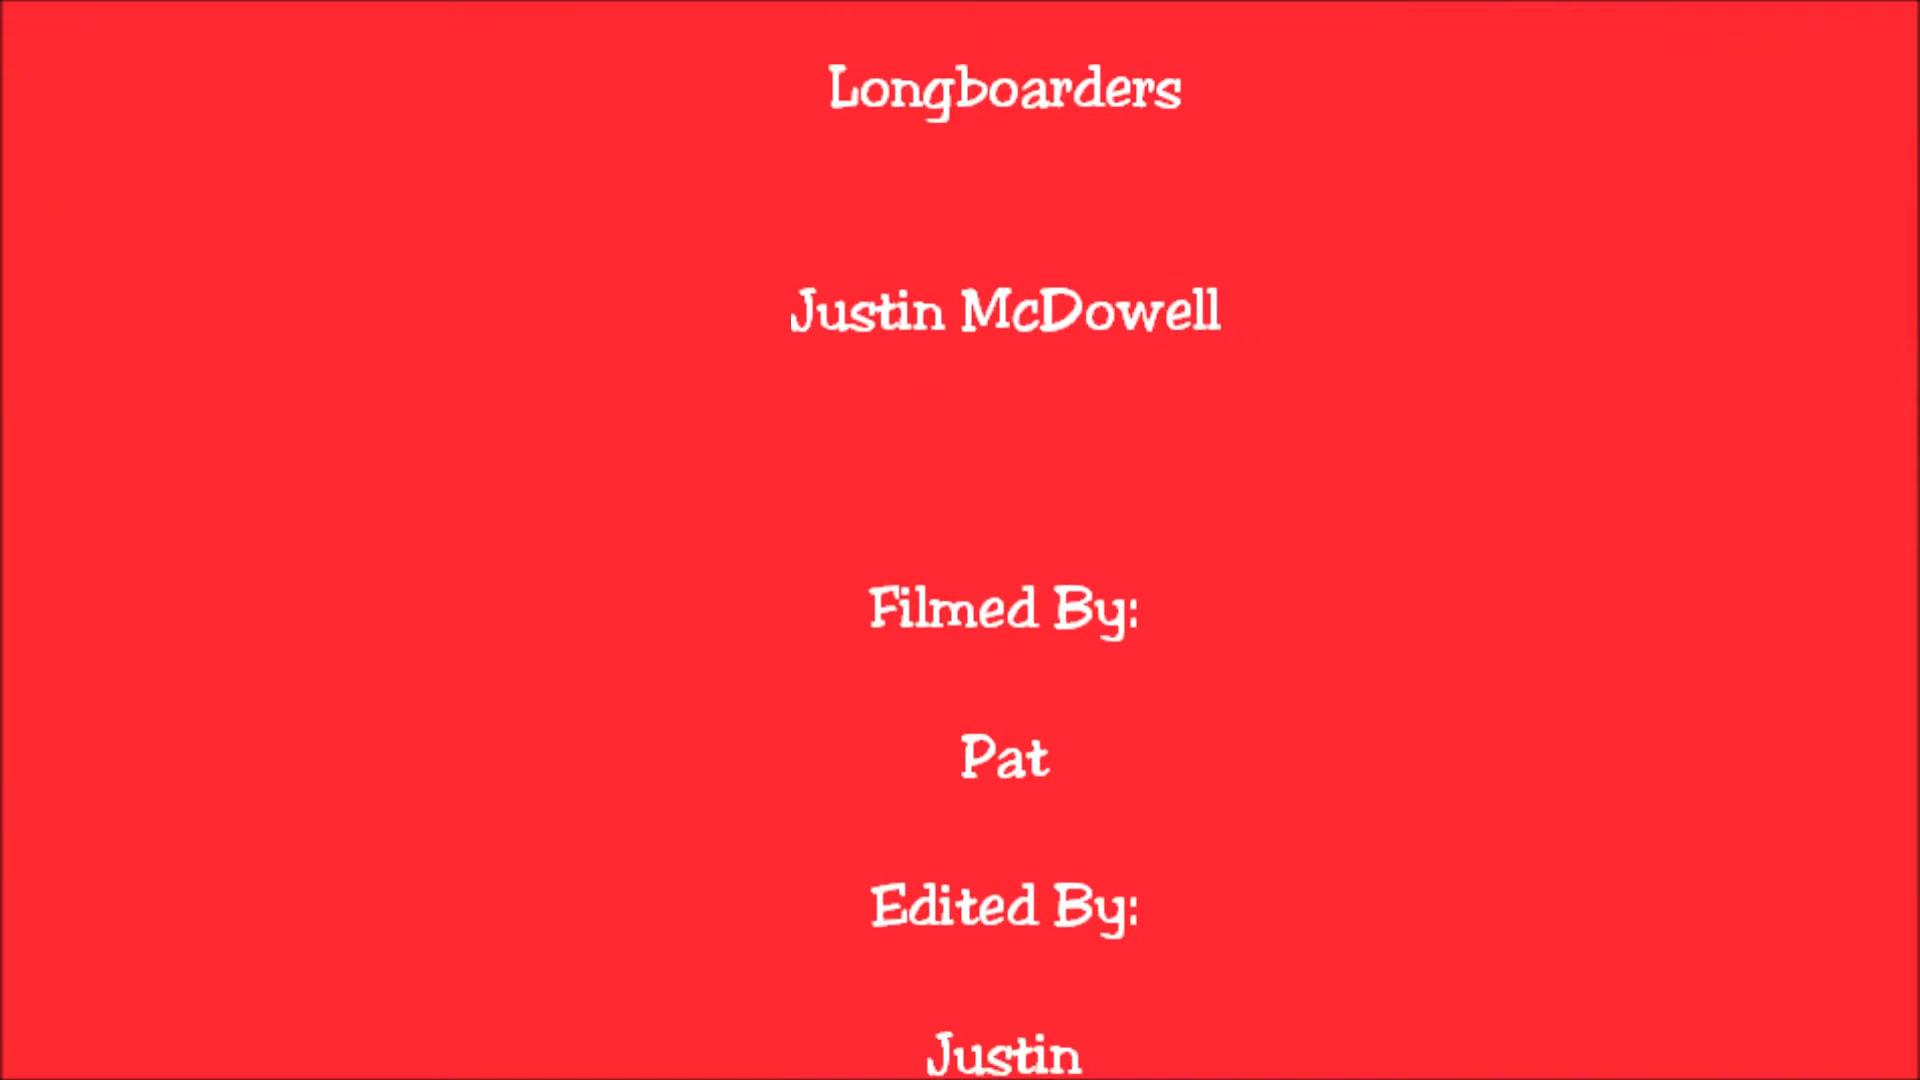 Longboarders
Justin McDowell
Filmed By:
Pat
Edited By:
Justin